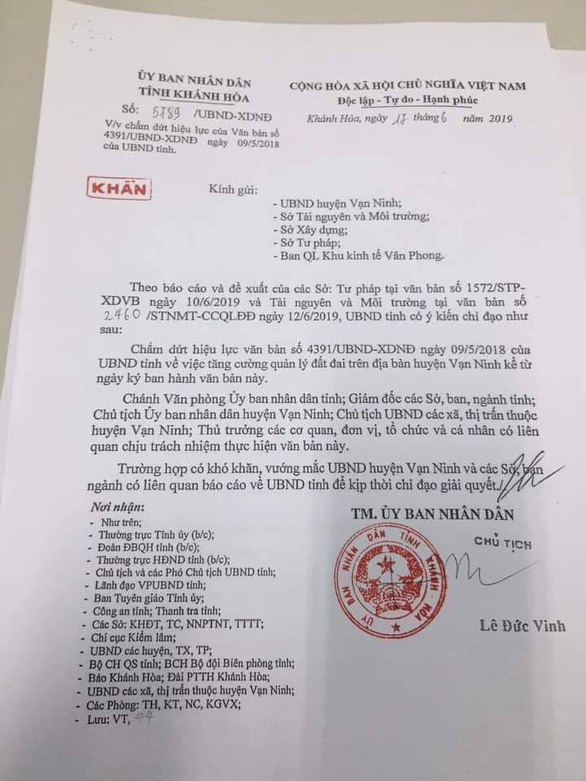 ỦY BAN NHÂN DÂN
TỈNH KHÁNH HÒA
Số: 5789 /UBND-XDNĐ
V/v chấm dứt hiệu lực của Văn bản số
4391/UBND-XDNĐ ngày 09/5/2018
của UBND tỉnh.
CỘNG HÒA XÃ HỘI CHỦ NGHĨA VIỆT NAM
Độc lập - Tự do - Hạnh phúc
Khánh Hòa, ngày 17 tháng 6 năm 2019
KHẨN
Kính gửi:
- UBND huyện Vạn Ninh;
- Sở Tài nguyên và Môi trường;
- Sở Xây dựng;
- Sở Tư pháp;
- Ban QL Khu kinh tế Vân Phong.
Theo báo cáo và đề xuất của các Sở: Tư pháp tại văn bản số 1572/STP-
XDVB ngày 10/6/2019 và Tài nguyên và Môi trường tại văn bản số
2460/STNMT-CCQLĐĐ ngày 12/6/2019, UBND tỉnh có ý kiến chỉ đạo như
sau:
Chấm dứt hiệu lực văn bản số 4391/UBND-XDNĐ ngày 09/5/2018 của
UBND tỉnh về việc tăng cường quản lý đất đai trên địa bàn huyện Vạn Ninh kể từ
ngày ký ban hành văn bản này.
Chánh Văn phòng Ủy ban nhân dân tỉnh; Giám đốc các Sở, ban, ngành tỉnh;
Chủ tịch Ủy ban nhân dân huyện Vạn Ninh; Chủ tịch UBND các xã, thị trấn thuộc
huyện Vạn Ninh; Thủ trưởng các cơ quan, đơn vị, tổ chức và cá nhân có liên
quan chịu trách nhiệm thực hiện văn bản này.
Trường hợp có khó khăn, vướng mắc UBND huyện Vạn Ninh và các Sở, ban
ngành có liên quan báo cáo về UBND tỉnh để kịp thời chỉ đạo giải quyết./
Nơi nhận:
- Như trên;
- Thường trực Tỉnh ủy (b/c);
- Đoàn ĐBQH tỉnh (b/c);
- Thường trực HĐND tỉnh (b/c);
- Chủ tịch và các Phó Chủ tịch UBND tỉnh;
- Lãnh đạo VPUBND tỉnh;
- Ban Tuyên giáo Tỉnh ủy;
- Công an tỉnh; Thanh tra tỉnh;
- Các Sở: KHĐT, TC, NNPTNT, TTTT;
- Chi cục Kiểm lâm;
- UBND các huyện, TX, TP;
- Bộ CH QS tỉnh; BCH Bộ đội Biên phòng tỉnh;
- Báo Khánh Hòa; Đài PTTH Khánh Hòa;
- UBND các xã, thị trấn thuộc huyện Vạn Ninh;
- Các Phòng: TH, KT, NC, KGVX;
- Lưu: VT,
TM. ỦY BAN NHÂN DÂN
CHỦ TỊCH
ỦY BAN NHÂN DÂN TỈNH KHÁNH HÒA
Lê Đức Vinh